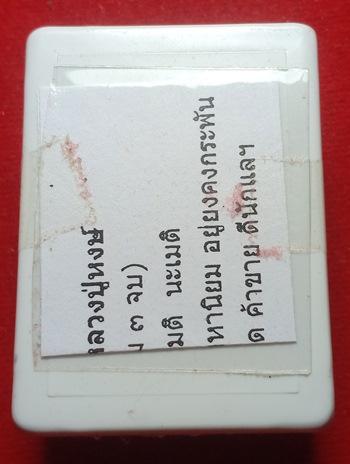 หลวงปู่หงษ์
๓ จบ)
มติ นะเมติ
หานิยม อยู่ยงคงกระพัน
ด ค้าขาย ดีนักแลฯ